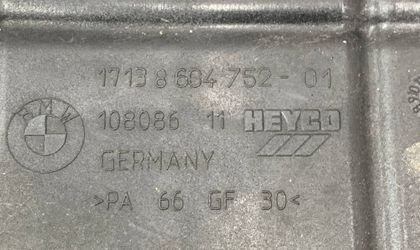 1713 8 604 752-01
BMW 108086 11 HEYCO
GERMANY
>PA 66 GF 30<